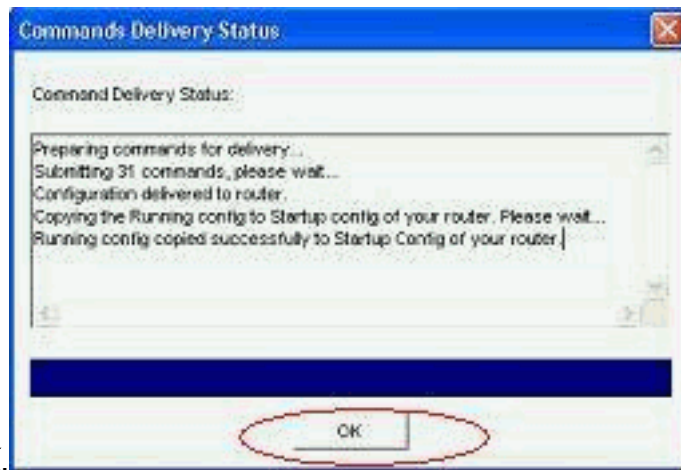 Commands Delivery Status
Command Delivery Status:
Preparing commands for delivery...
Submitting 31 commands, please wait...
Configuration delivered to router.
Copying the Running config to Startup config of your router. Please wait...
Running config copied successfully to Startup Config of your router.
OK